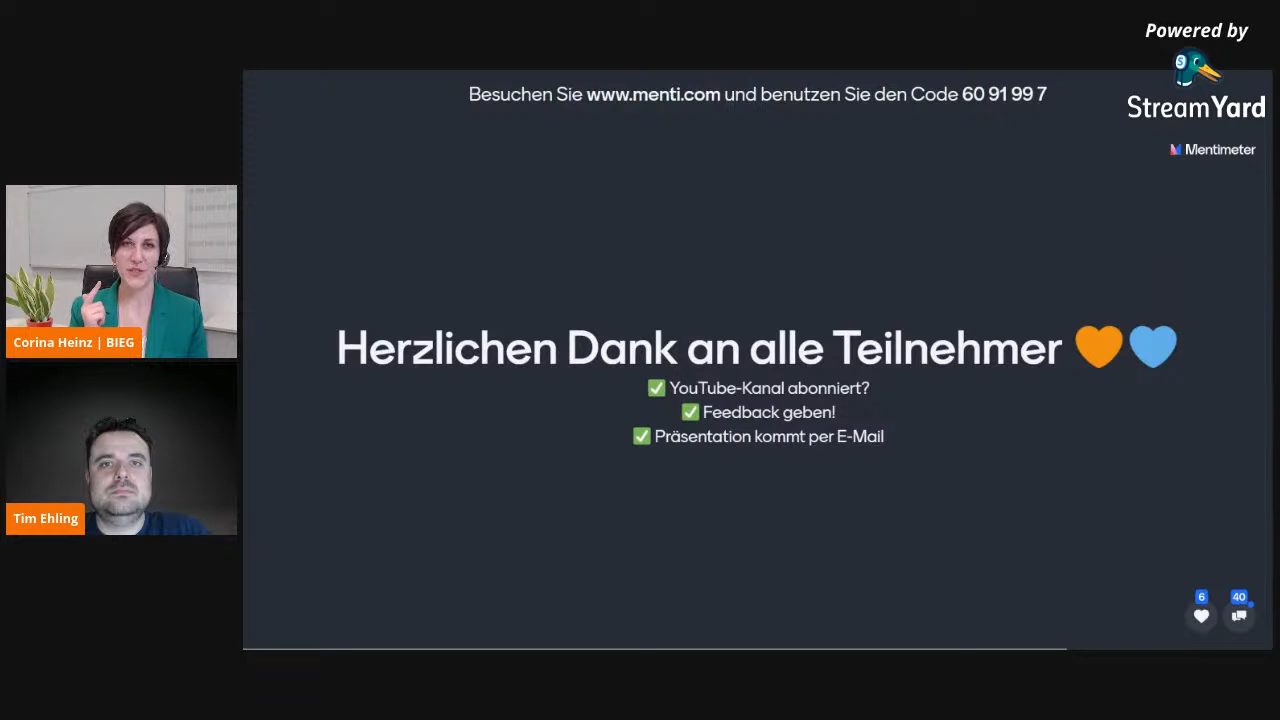 Powered by
StreamYard
Besuchen Sie www.menti.com und benutzen Sie den Code 60 91 99 7
Mentimeter
Corina Heinz | BIEG
Tim Ehling
Herzlichen Dank an alle Teilnehmer 🧡💙
✅ YouTube-Kanal abonniert?
✅ Feedback geben!
✅ Präsentation kommt per E-Mail
6 40